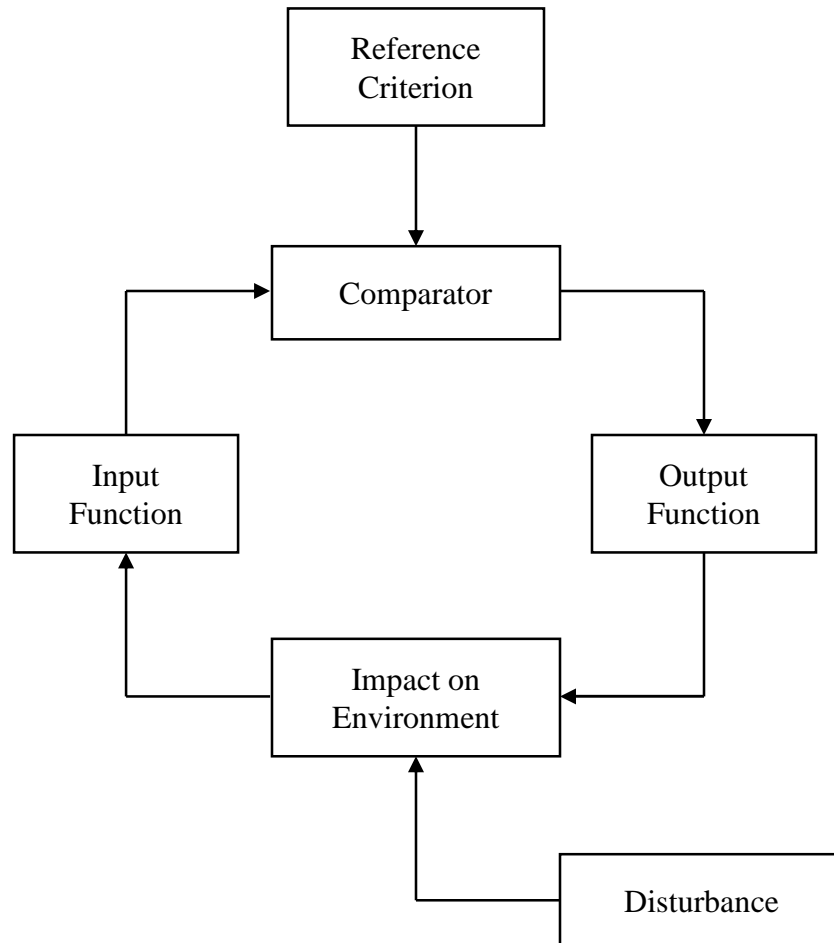 Reference
Criterion
Comparator
Input
Function
Output
Function
Impact on
Environment
Disturbance